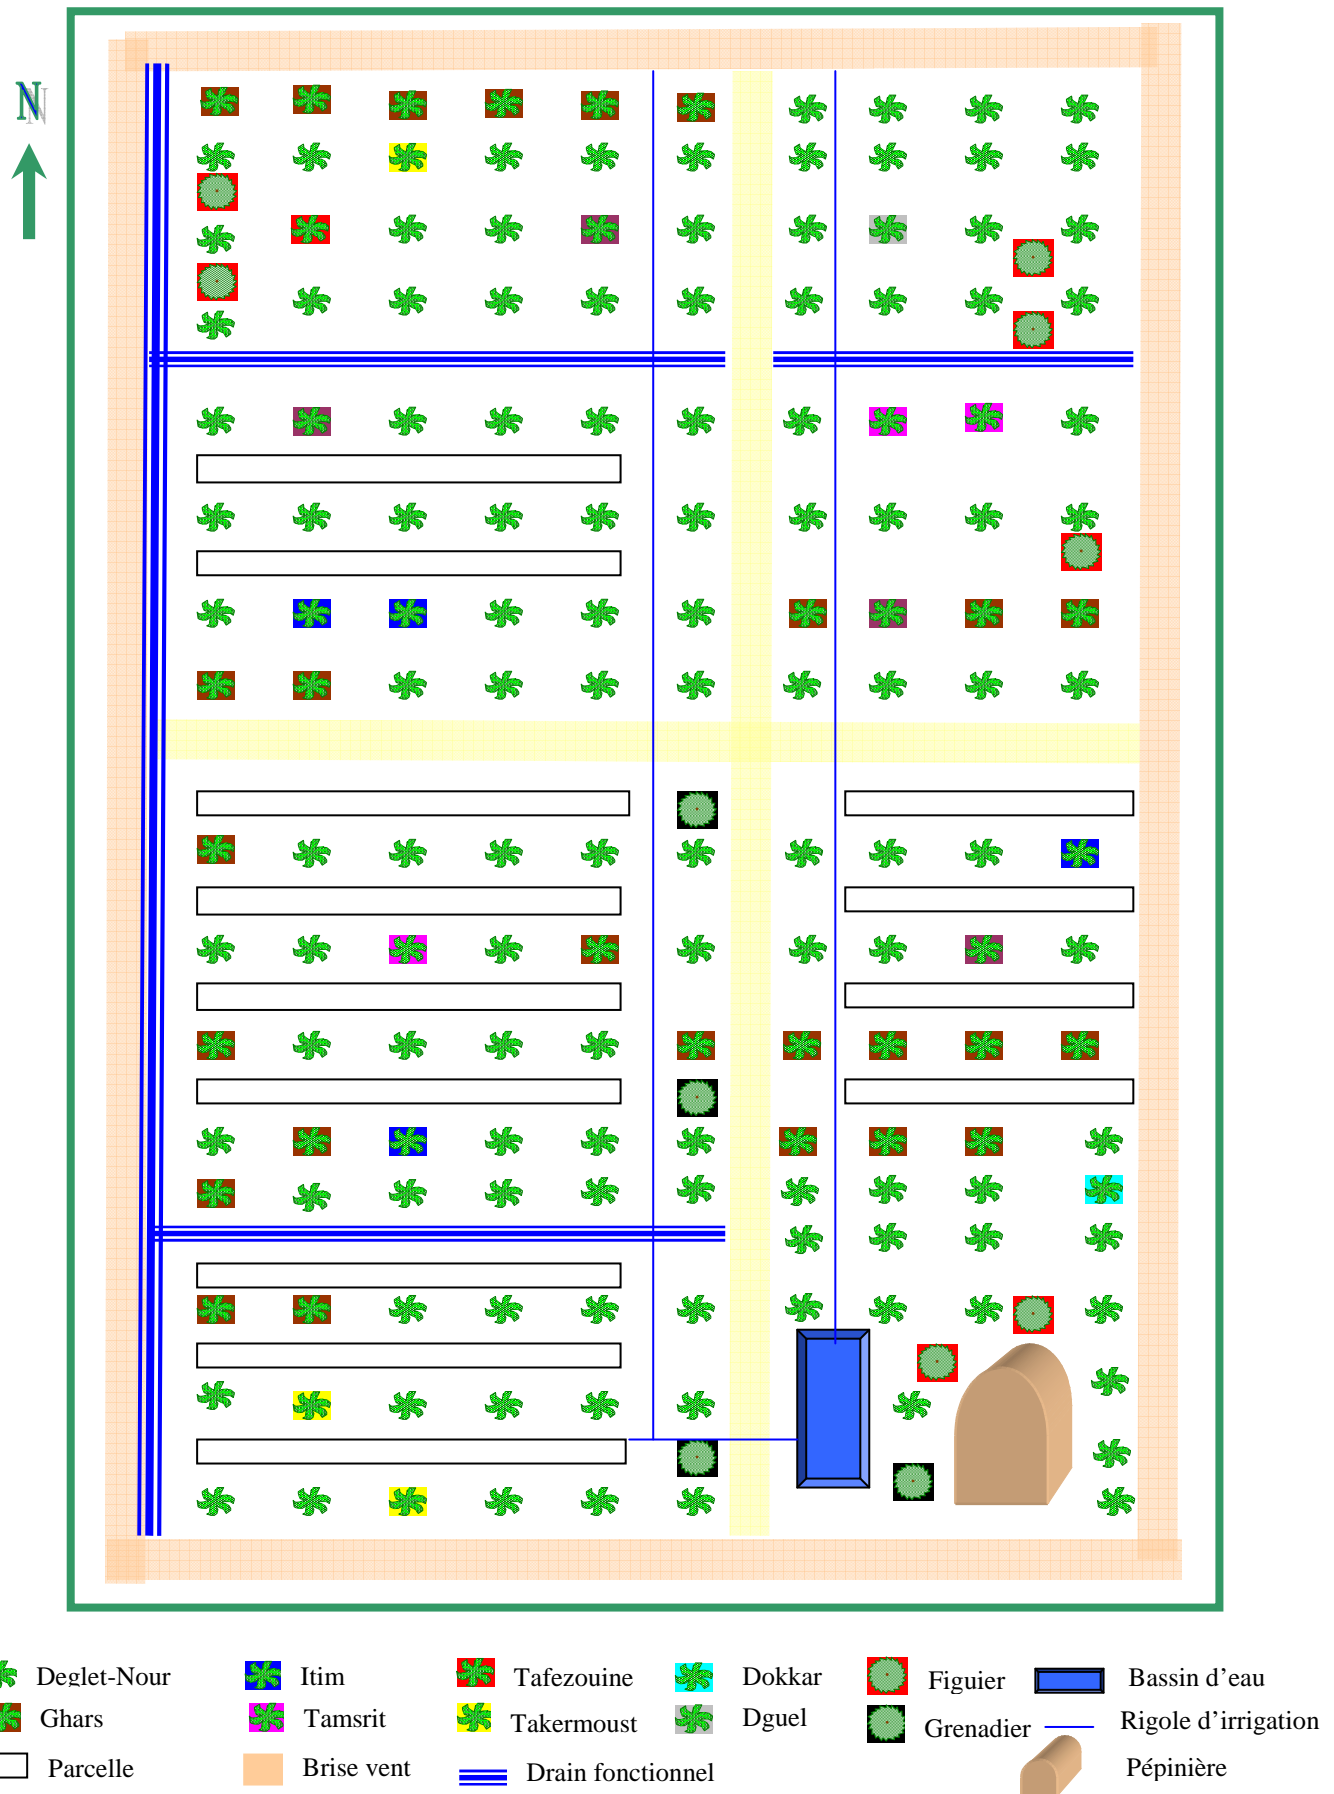 N
Deglet-Nour Itim Tafezouine Dokkar Figuier Bassin d'eau
Ghars Tamsrit Takermoust Dguel Grenadier Rigole d'irrigation
Parcelle Brise vent Drain fonctionnel Pépinière